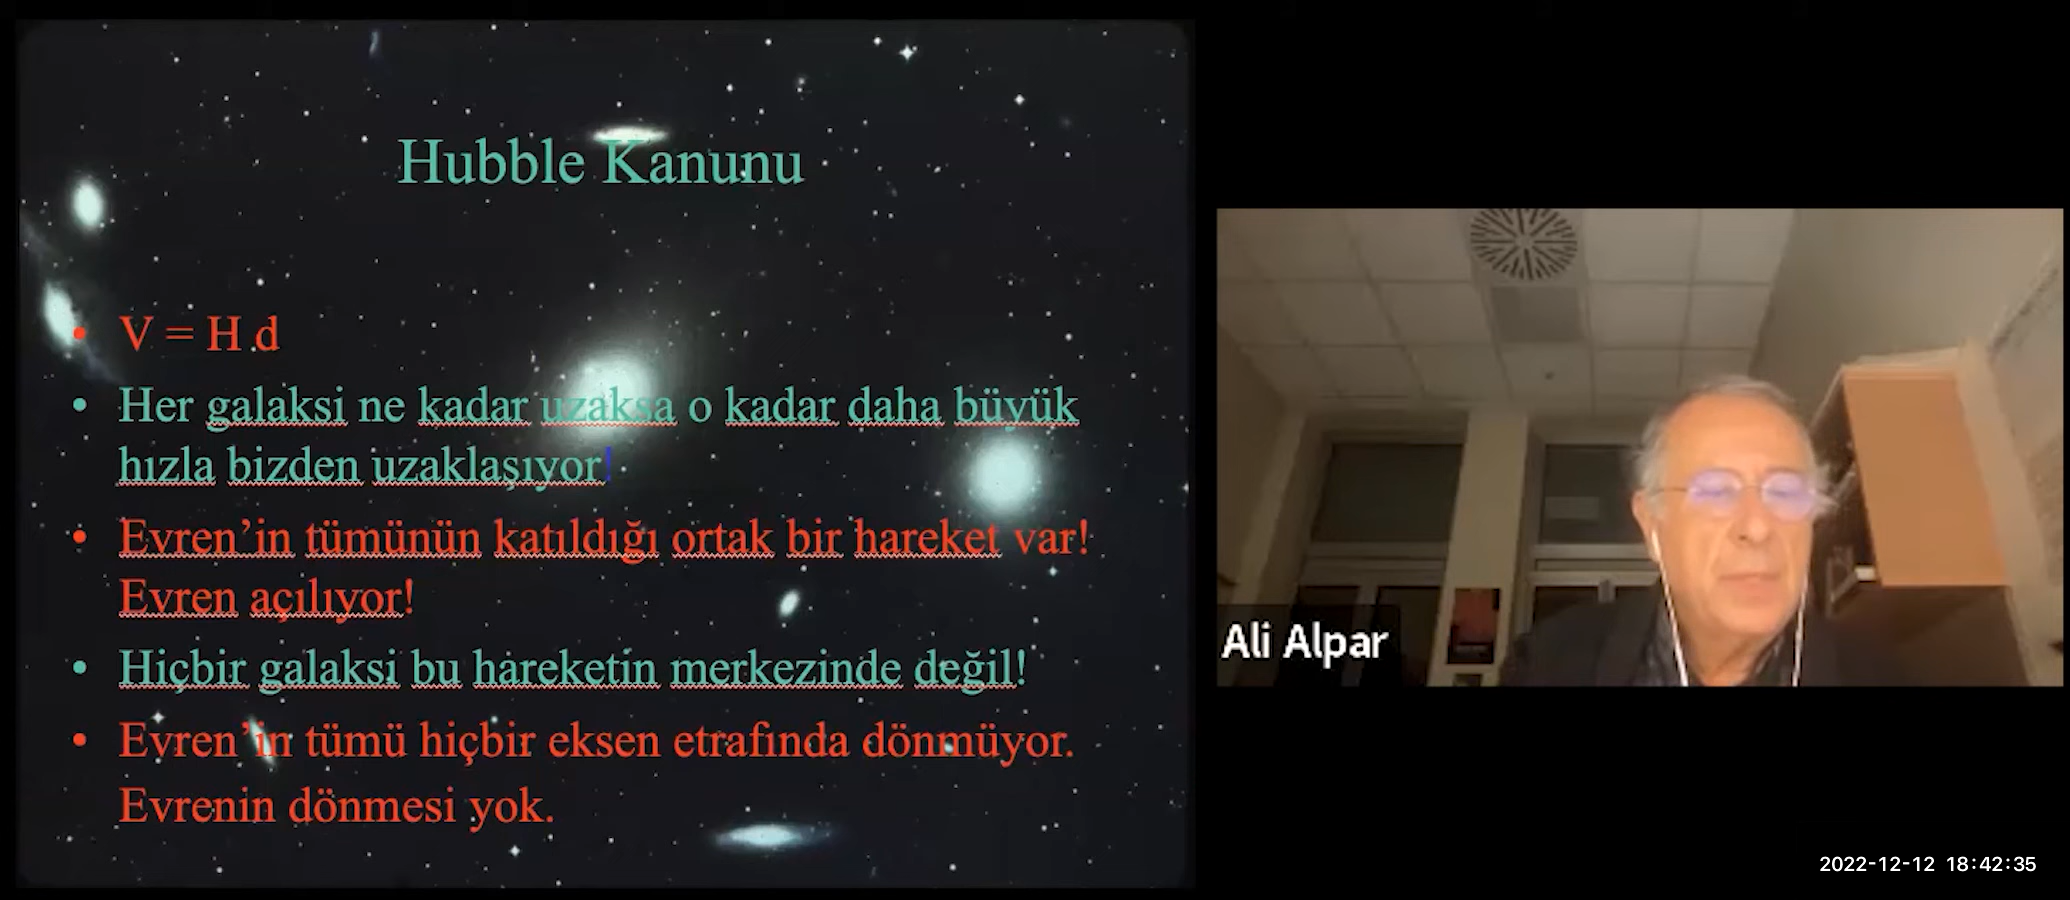 Hubble Kanunu
• V = H d
• Her galaksi ne kadar uzaksa o kadar daha büyük
hızla bizden uzaklaşıyor!
• Evren’in tümünün katıldığı ortak bir hareket var!
Evren açılıyor!
• Hiçbir galaksi bu hareketin merkezinde değil!
• Evren’in tümü hiçbir eksen etrafında dönmüyor.
Evrenin dönmesi yok.
Ali Alpar
2022-12-12 18:42:35